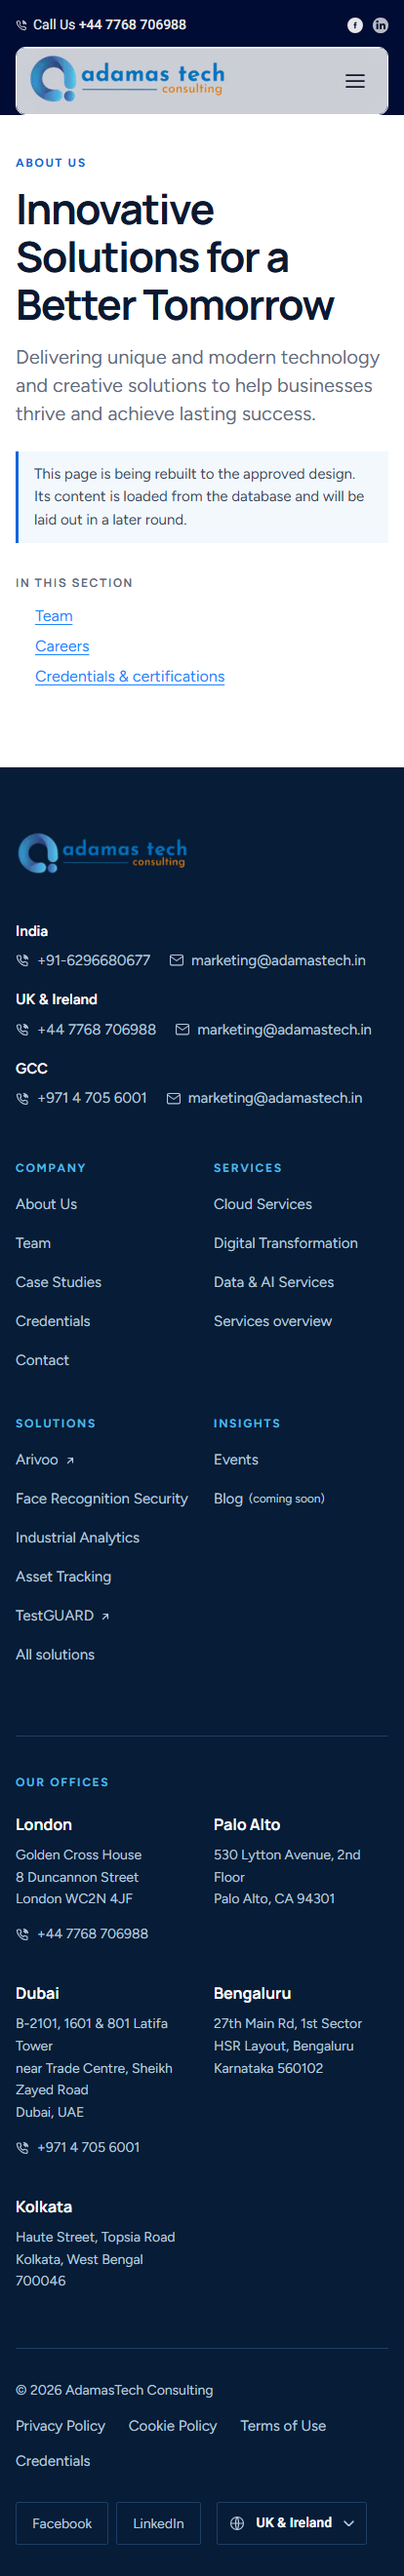 Call Us +44 7768 706988
adamas tech
consulting
ABOUT US
Innovative
Solutions for a
Better Tomorrow
Delivering unique and modern technology
and creative solutions to help businesses
thrive and achieve lasting success.
This page is being rebuilt to the approved design.
Its content is loaded from the database and will be
laid out in a later round.
IN THIS SECTION
Team
Careers
Credentials & certifications
adamas tech
consulting
India
+91-6296680677 marketing@adamastech.in
UK & Ireland
+44 7768 706988 marketing@adamastech.in
GCC
+971 4 705 6001 marketing@adamastech.in
COMPANY
About Us
Team
Case Studies
Credentials
Contact
SERVICES
Cloud Services
Digital Transformation
Data & AI Services
Services overview
SOLUTIONS
Arivoo
Face Recognition Security
Industrial Analytics
Asset Tracking
TestGUARD
All solutions
INSIGHTS
Events
Blog (coming soon)
OUR OFFICES
London
Golden Cross House
8 Duncannon Street
London WC2N 4JF
+44 7768 706988
Palo Alto
530 Lytton Avenue, 2nd
Floor
Palo Alto, CA 94301
Dubai
B-2101, 1601 & 801 Latifa
Tower
near Trade Centre, Sheikh
Zayed Road
Dubai, UAE
+971 4 705 6001
Bengaluru
27th Main Rd, 1st Sector
HSR Layout, Bengaluru
Karnataka 560102
Kolkata
Haute Street, Topsia Road
Kolkata, West Bengal
700046
© 2026 AdamasTech Consulting
Privacy Policy Cookie Policy Terms of Use
Credentials
Facebook LinkedIn UK & Ireland